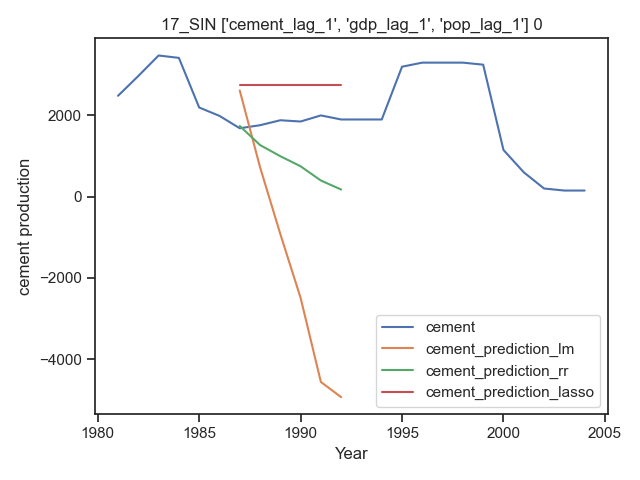 17_SIN ['cement_lag_1', 'gdp_lag_1', 'pop_lag_1'] 0
cement production
2000
0
−2000
−4000
cement
cement_prediction_lm
cement_prediction_rr
cement_prediction_lasso
1980
1985
1990
1995
2000
2005
Year